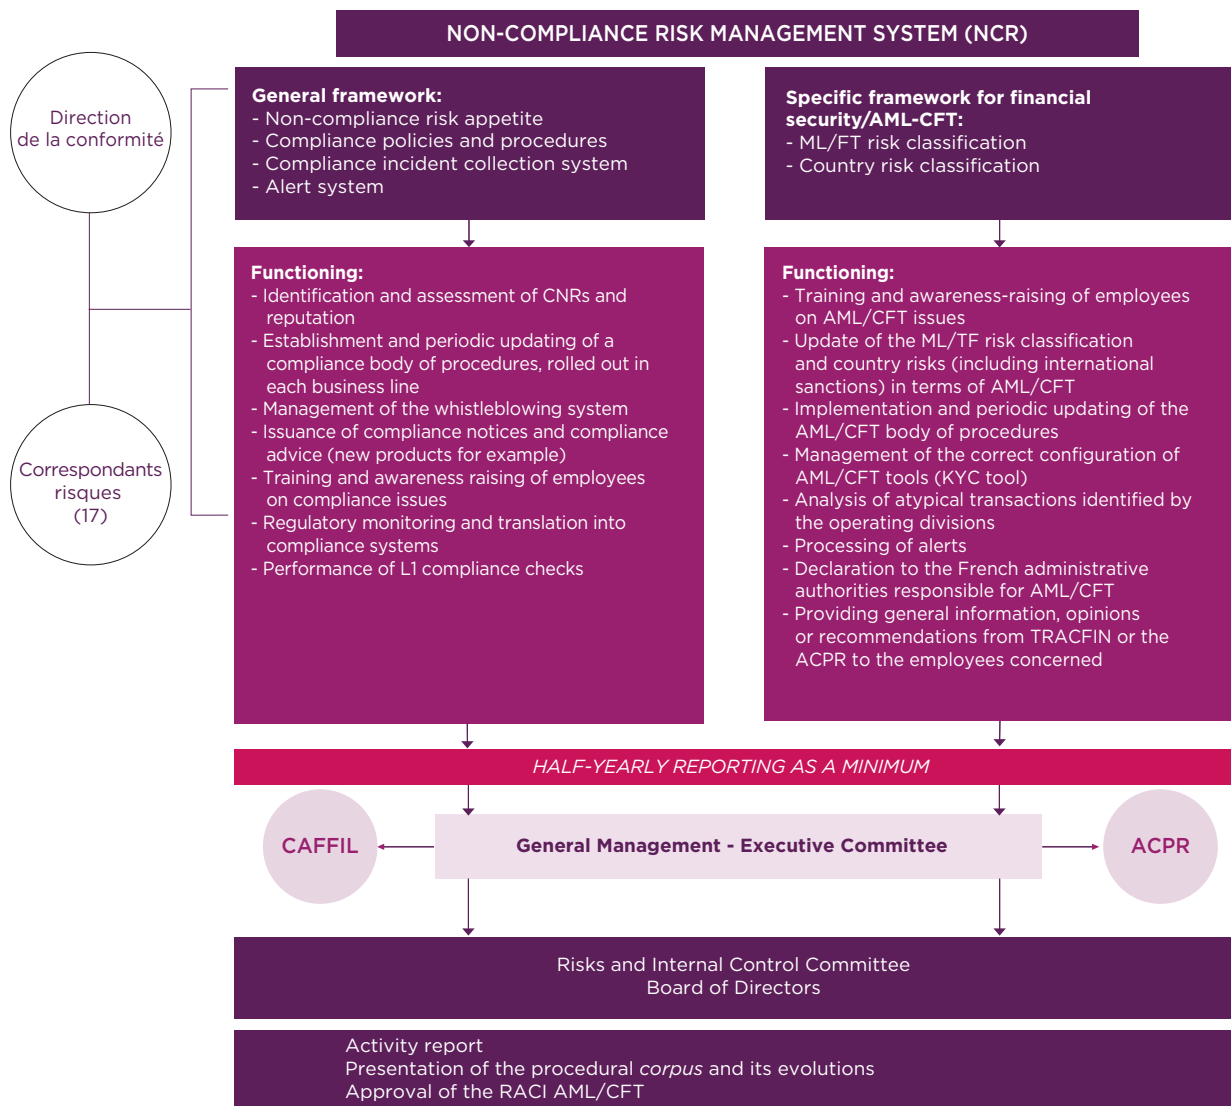 NON-COMPLIANCE RISK MANAGEMENT SYSTEM (NCR)
Direction
de la conformité
Correspondants
risques
(17)
General framework:
- Non-compliance risk appetite
- Compliance policies and procedures
- Compliance incident collection system
- Alert system
Specific framework for financial
security/AML-CFT:
- ML/FT risk classification
- Country risk classification
Functioning:
- Identification and assessment of CNRs and
reputation
- Establishment and periodic updating of a
compliance body of procedures, rolled out in
each business line
- Management of the whistleblowing system
- Issuance of compliance notices and compliance
advice (new products for example)
- Training and awareness raising of employees
on compliance issues
- Regulatory monitoring and translation into
compliance systems
- Performance of L1 compliance checks
Functioning:
- Training and awareness-raising of employees
on AML/CFT issues
- Update of the ML/TF risk classification
and country risks (including international
sanctions) in terms of AML/CFT
- Implementation and periodic updating of the
AML/CFT body of procedures
- Management of the correct configuration of
AML/CFT tools (KYC tool)
- Analysis of atypical transactions identified by
the operating divisions
- Processing of alerts
- Declaration to the French administrative
authorities responsible for AML/CFT
- Providing general information, opinions
or recommendations from TRACFIN or the
ACPR to the employees concerned
HALF-YEARLY REPORTING AS A MINIMUM
CAFFIL
General Management - Executive Committee
ACPR
Risks and Internal Control Committee
Board of Directors
Activity report
Presentation of the procedural corpus and its evolutions
Approval of the RACI AML/CFT